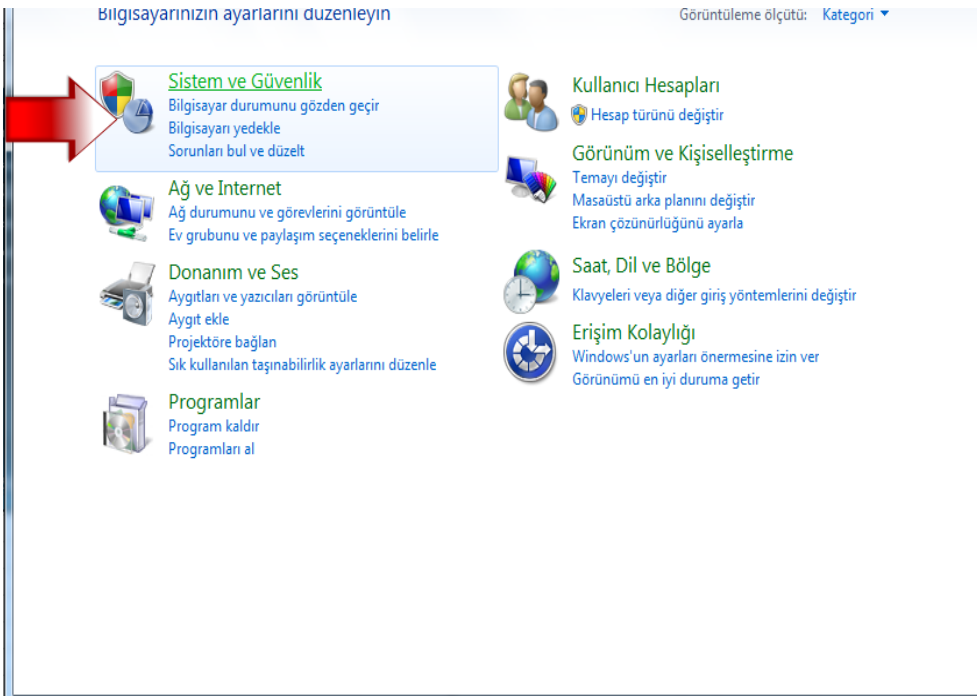 Bilgisayarınızın ayarlarını düzenleyin
Görüntüleme ölçütü: Kategori
Sistem ve Güvenlik
Bilgisayar durumunu gözden geçir
Bilgisayarı yedekle
Sorunları bul ve düzelt
Ağ ve Internet
Ağ durumunu ve görevlerini görüntüle
Ev grubunu ve paylaşım seçeneklerini belirle
Donanım ve Ses
Aygıtları ve yazıcıları görüntüle
Aygıt ekle
Projektöre bağlan
Sık kullanılan taşınabilirlik ayarlarını düzenle
Programlar
Program kaldır
Programları al
Kullanıcı Hesapları
Hesap türünü değiştir
Görünüm ve Kişiselleştirme
Temayı değiştir
Masaüstü arka planını değiştir
Ekran çözünürlüğünü ayarla
Saat, Dil ve Bölge
Klavyeleri veya diğer giriş yöntemlerini değiştir
Erişim Kolaylığı
Windows'un ayarları önermesine izin ver
Görünümü en iyi duruma getir